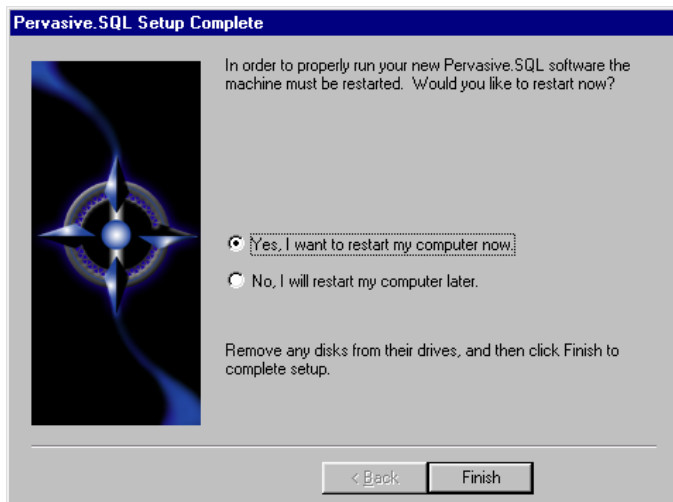 Pervasive.SQL Setup Complete
In order to properly run your new Pervasive.SQL software the
machine must be restarted. Would you like to restart now?
Yes, I want to restart my computer now.
No, I will restart my computer later.
Remove any disks from their drives, and then click Finish to
complete setup.
< Back
Finish